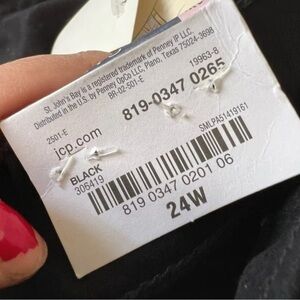 St. John's Bay is a registered trademark of Penney IP LLC.
Distributed in the U.S. by Penney OpCo LLC, Plano, Texas 75024-3698
BR-02-501-E
19963-8
2501-E
819-0347 0265
jcp.com
SMLPA51419161
BLACK
306419
819 0347 0201 06
24W